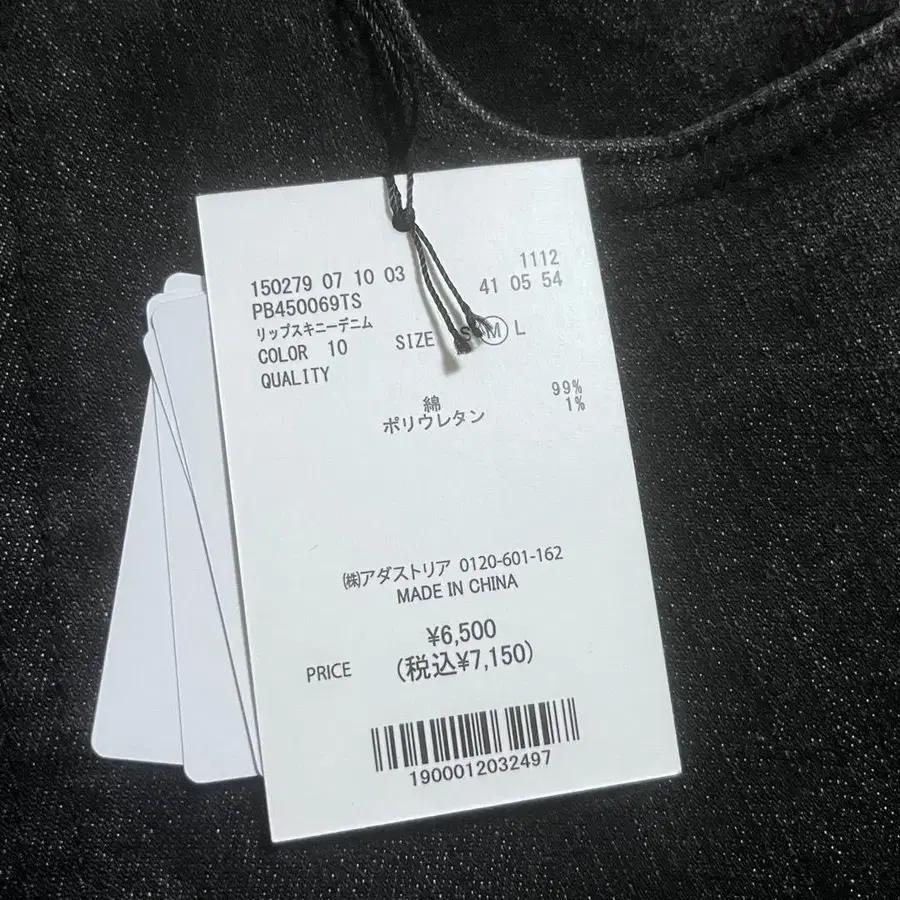 150279 07 10 03 1112
PB450069TS 41 05 54
リップスキニーデニム
COLOR 10 SIZE S M L
QUALITY
綿 99%
ポリウレタン 1%
㈱アダストリア 0120-601-162
MADE IN CHINA
¥6,500
PRICE (税込¥7,150)
1900012032497